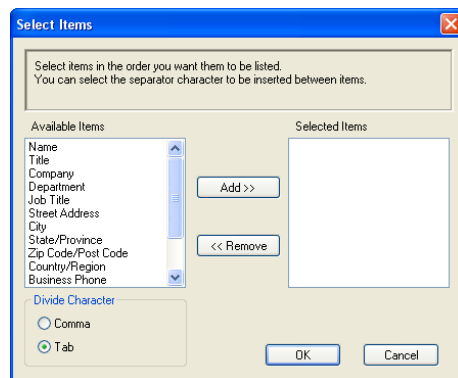 Select Items
Select items in the order you want them to be listed.
You can select the separator character to be inserted between items.
Available Items
Selected Items
Name
Title
Company
Department
Job Title
Street Address
City
State/Province
Zip Code/Post Code
Country/Region
Business Phone
Add >>
<< Remove
Divide Character
Comma
Tab
OK
Cancel